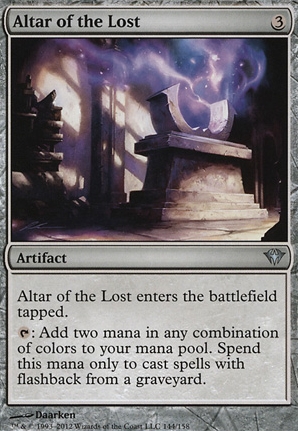 Altar of the Lost 3
Artifact
Altar of the Lost enters the battlefield
tapped.
: Add two mana in any combination
of colors to your mana pool. Spend
this mana only to cast spells with
flashback from a graveyard.
Daarken
™ & © 1993–2012 Wizards of the Coast LLC 144/158